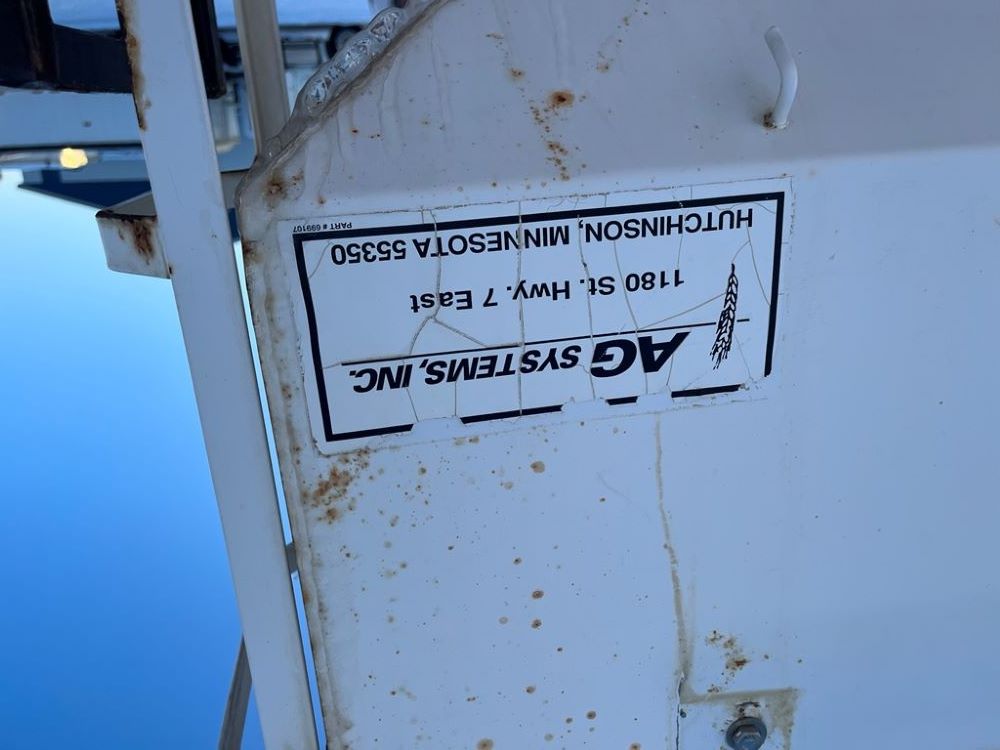 AG SYSTEMS, INC.
1180 St. Hwy. 7 East
HUTCHINSON, MINNESOTA 55350
PART # 699107